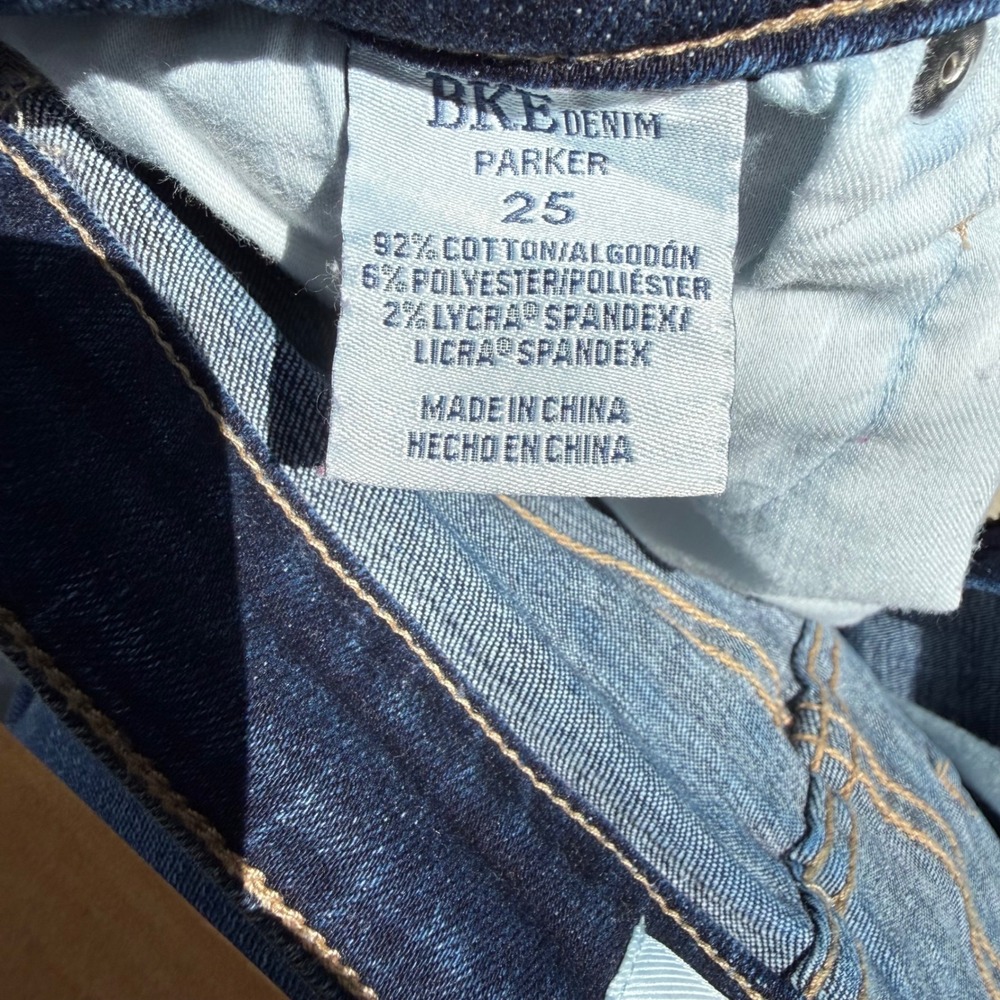 BKE DENIM
PARKER
25
92% COTTON/ALGODÓN
6% POLYESTER/POLIÉSTER
2% LYCRA® SPANDEX/
LICRA® SPANDEX
MADE IN CHINA
HECHO EN CHINA